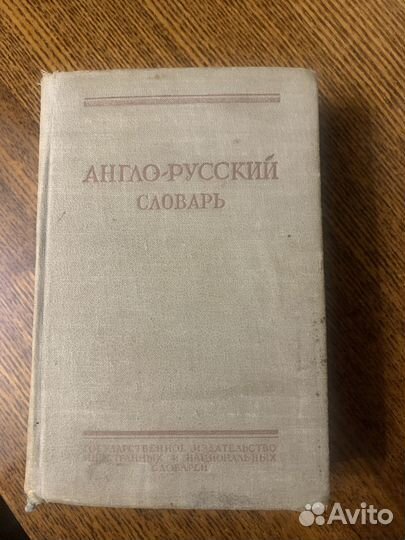 АНГЛО-РУССКИЙ
СЛОВАРЬ
ГОСУДАРСТВЕННОЕ ИЗДАТЕЛЬСТВО
ИНОСТРАННЫХ И НАЦИОНАЛЬНЫХ
СЛОВАРЕЙ
Avito